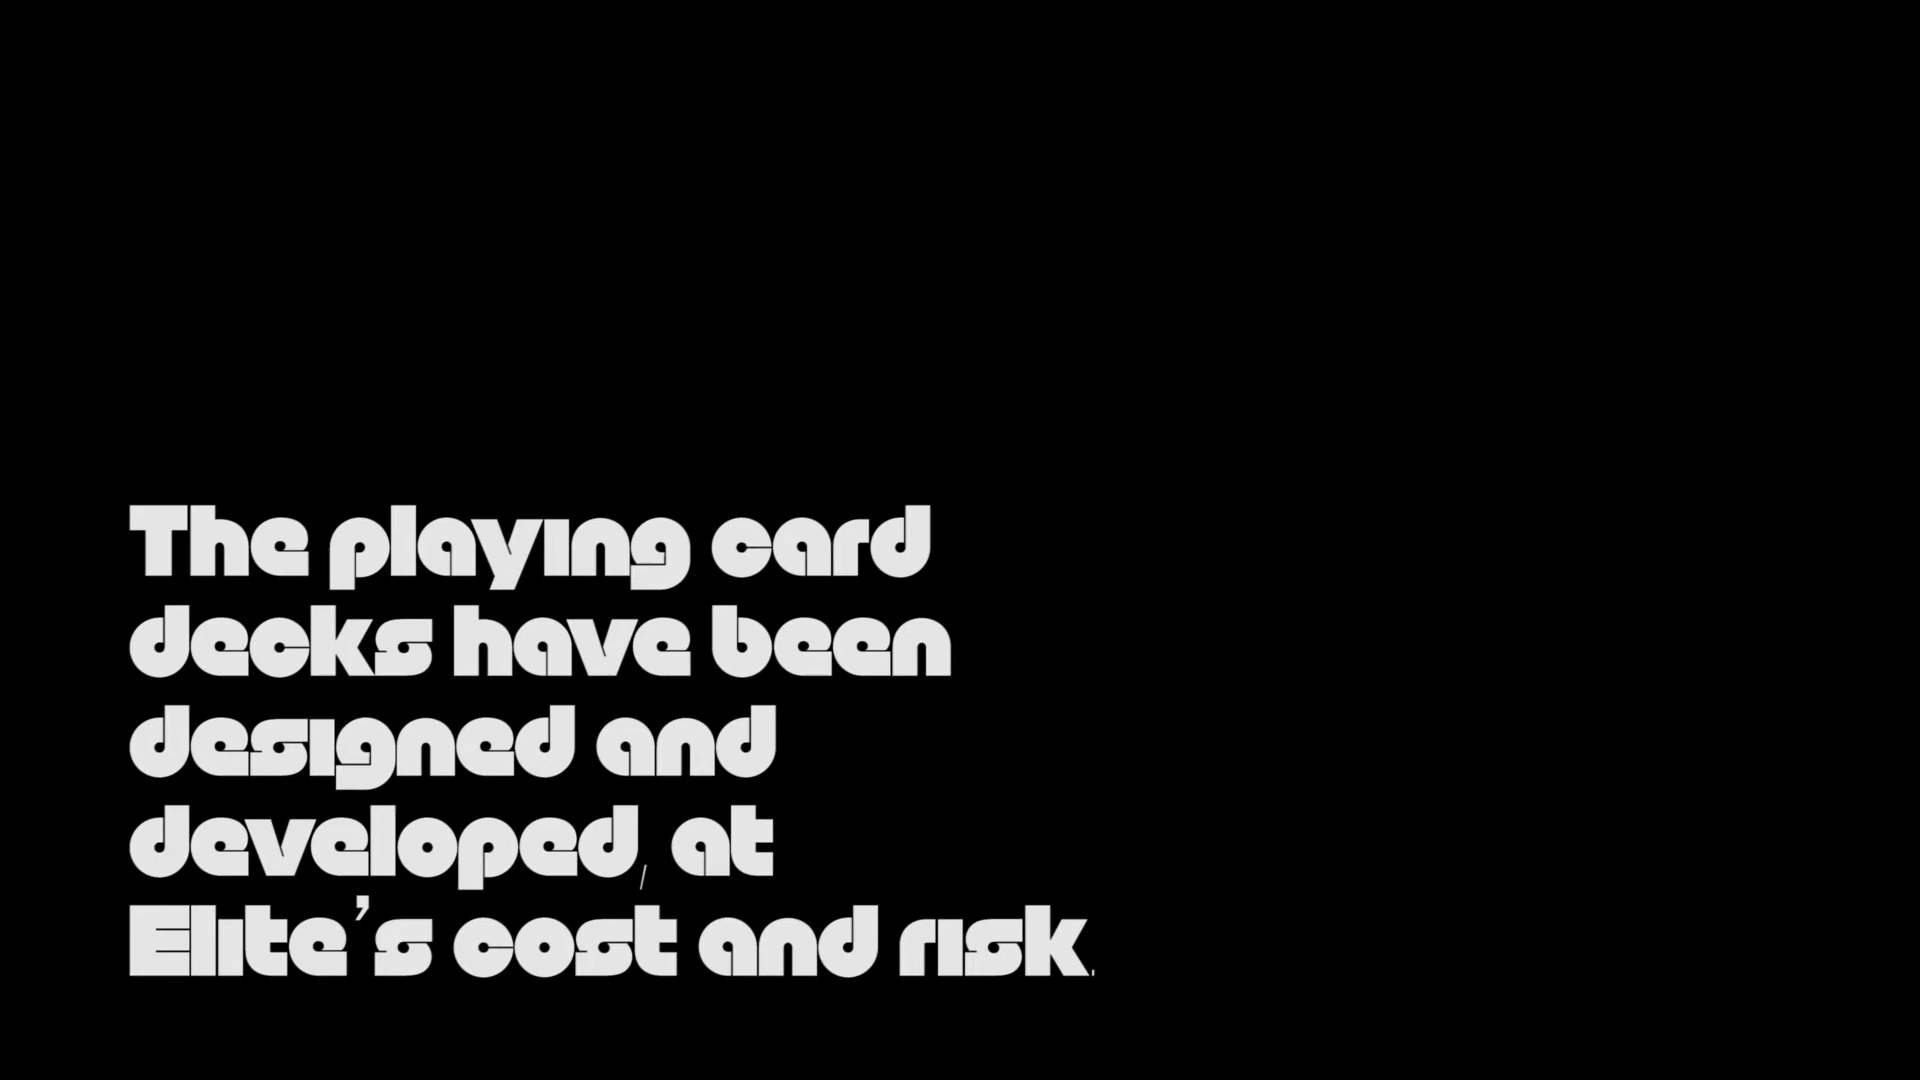 The playing card
decks have been
designed and
developed, at
Elite’s cost and risk.